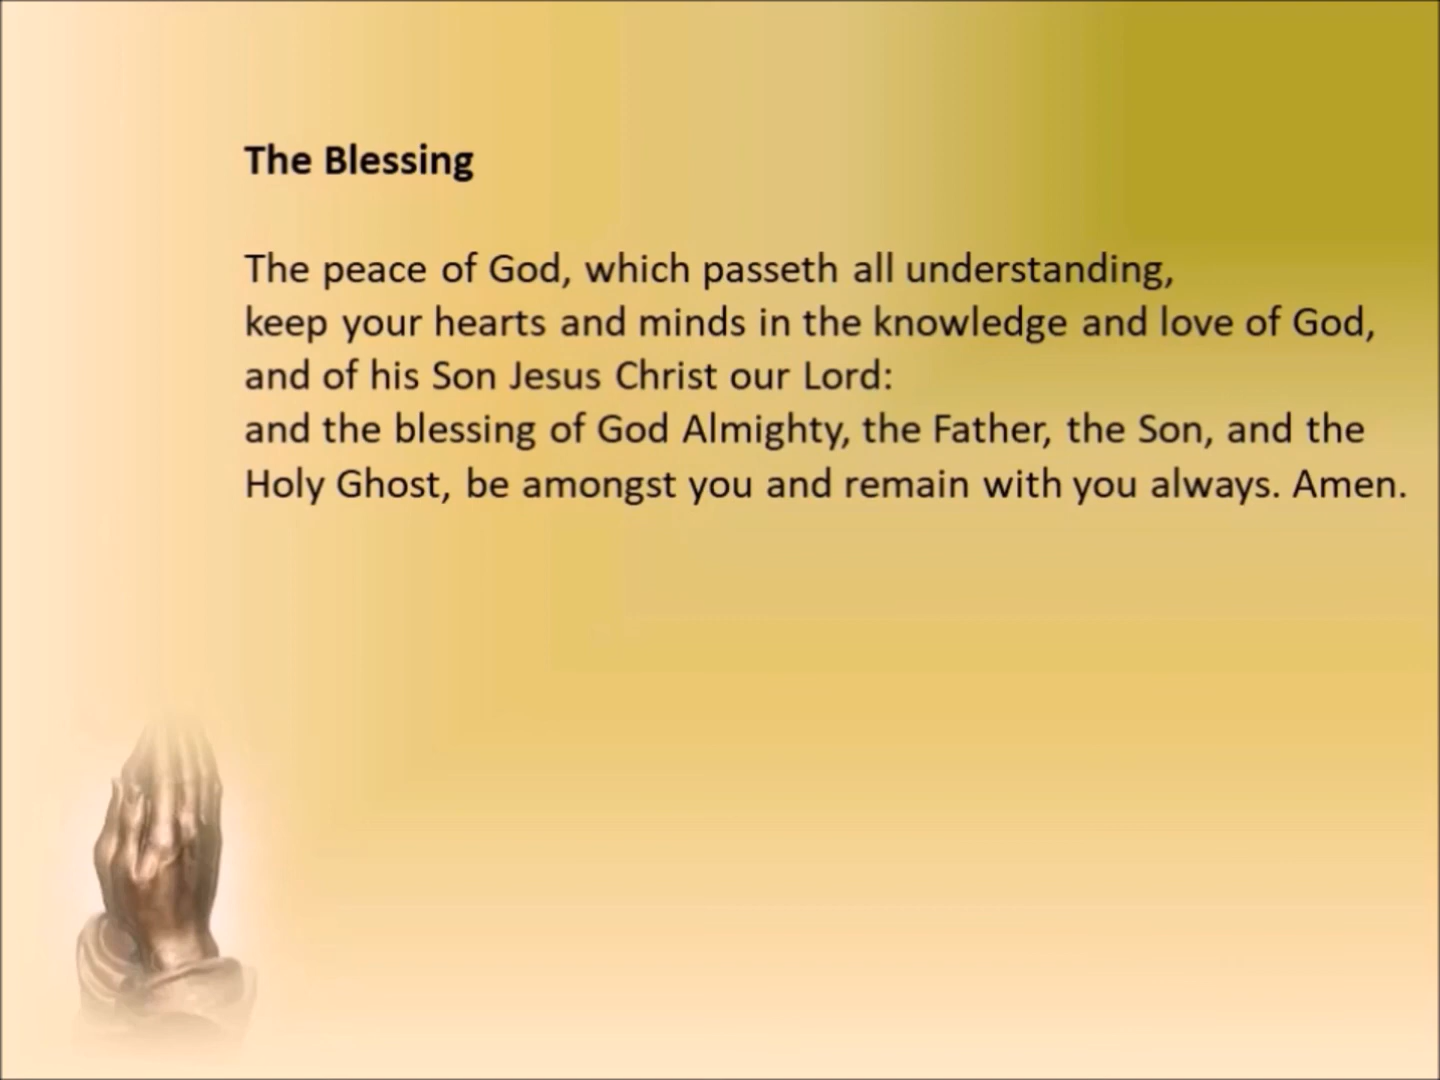 The Blessing
The peace of God, which passeth all understanding,
keep your hearts and minds in the knowledge and love of God,
and of his Son Jesus Christ our Lord:
and the blessing of God Almighty, the Father, the Son, and the
Holy Ghost, be amongst you and remain with you always. Amen.